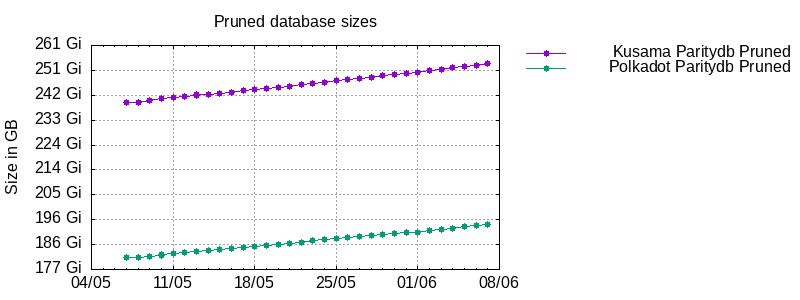 Pruned database sizes
261 Gi
251 Gi
242 Gi
233 Gi
224 Gi
214 Gi
205 Gi
196 Gi
186 Gi
177 Gi
Size in GB
04/05 11/05 18/05 25/05 01/06 08/06
Kusama Paritydb Pruned
Polkadot Paritydb Pruned